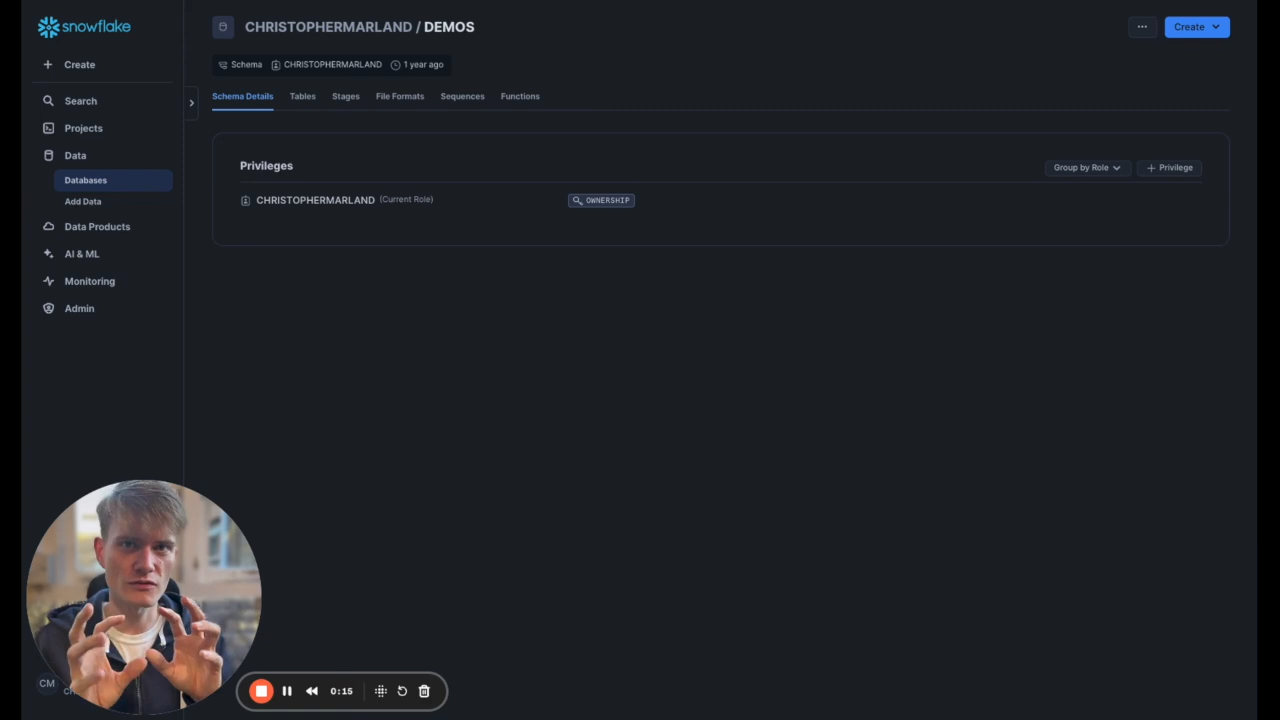 snowflake
Create
Search
Projects
Data
Databases
Add Data
Data Products
AI & ML
Monitoring
Admin
CM
CHRISTOPHERMARLAND / DEMOS
... Create
Schema CHRISTOPHERMARLAND 1 year ago
Schema Details Tables Stages File Formats Sequences Functions
Privileges
Group by Role + Privilege
CHRISTOPHERMARLAND (Current Role) OWNERSHIP
0:15